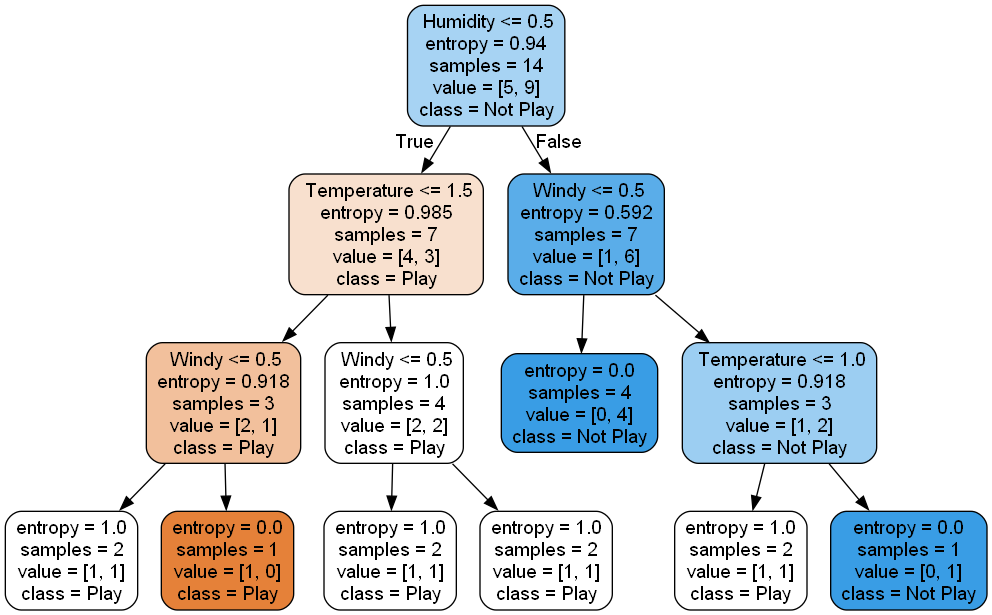 Humidity <= 0.5
entropy = 0.94
samples = 14
value = [5, 9]
class = Not Play
True
False
Temperature <= 1.5
entropy = 0.985
samples = 7
value = [4, 3]
class = Play
Windy <= 0.5
entropy = 0.592
samples = 7
value = [1, 6]
class = Not Play
Windy <= 0.5
entropy = 0.918
samples = 3
value = [2, 1]
class = Play
Windy <= 0.5
entropy = 1.0
samples = 4
value = [2, 2]
class = Play
entropy = 0.0
samples = 4
value = [0, 4]
class = Not Play
Temperature <= 1.0
entropy = 0.918
samples = 3
value = [1, 2]
class = Not Play
entropy = 1.0
samples = 2
value = [1, 1]
class = Play
entropy = 0.0
samples = 1
value = [1, 0]
class = Play
entropy = 1.0
samples = 2
value = [1, 1]
class = Play
entropy = 1.0
samples = 2
value = [1, 1]
class = Play
entropy = 1.0
samples = 2
value = [1, 1]
class = Play
entropy = 0.0
samples = 1
value = [0, 1]
class = Not Play